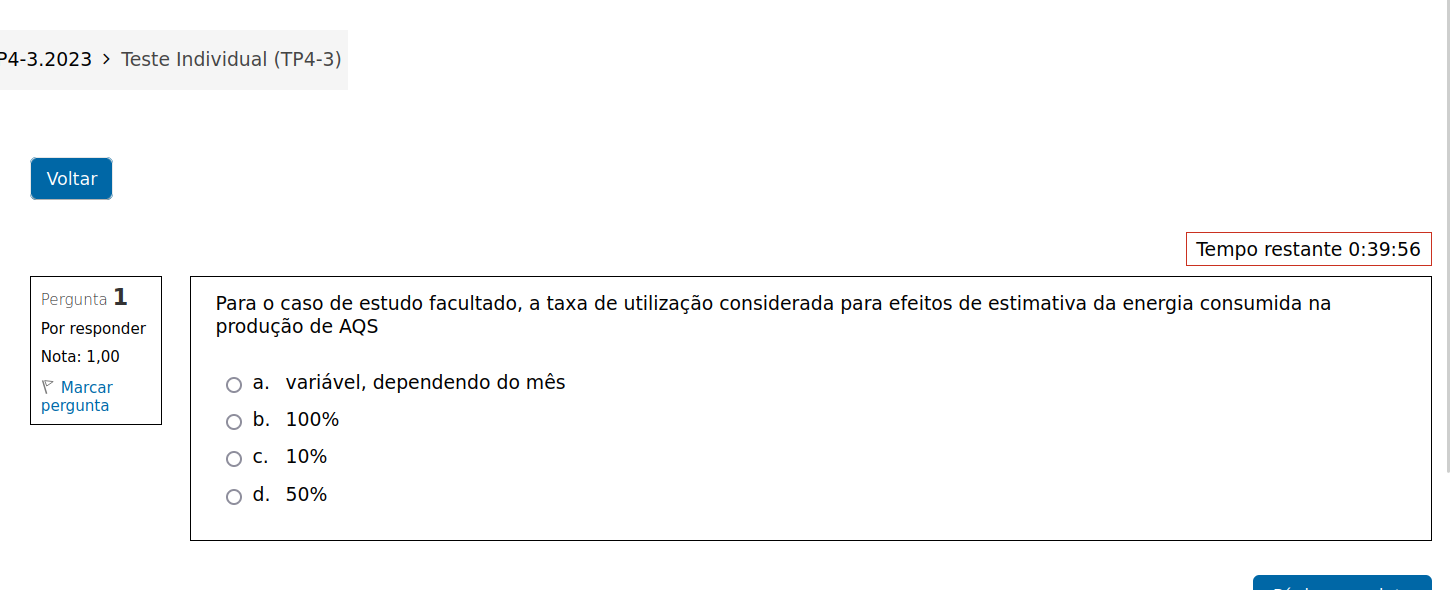 P4-3.2023 > Teste Individual (TP4-3)
Voltar
Tempo restante 0:39:56
Pergunta 1
Por responder
Nota: 1,00
Marcar
pergunta
Para o caso de estudo facultado, a taxa de utilização considerada para efeitos de estimativa da energia consumida na
produção de AQS
a. variável, dependendo do mês
b. 100%
c. 10%
d. 50%